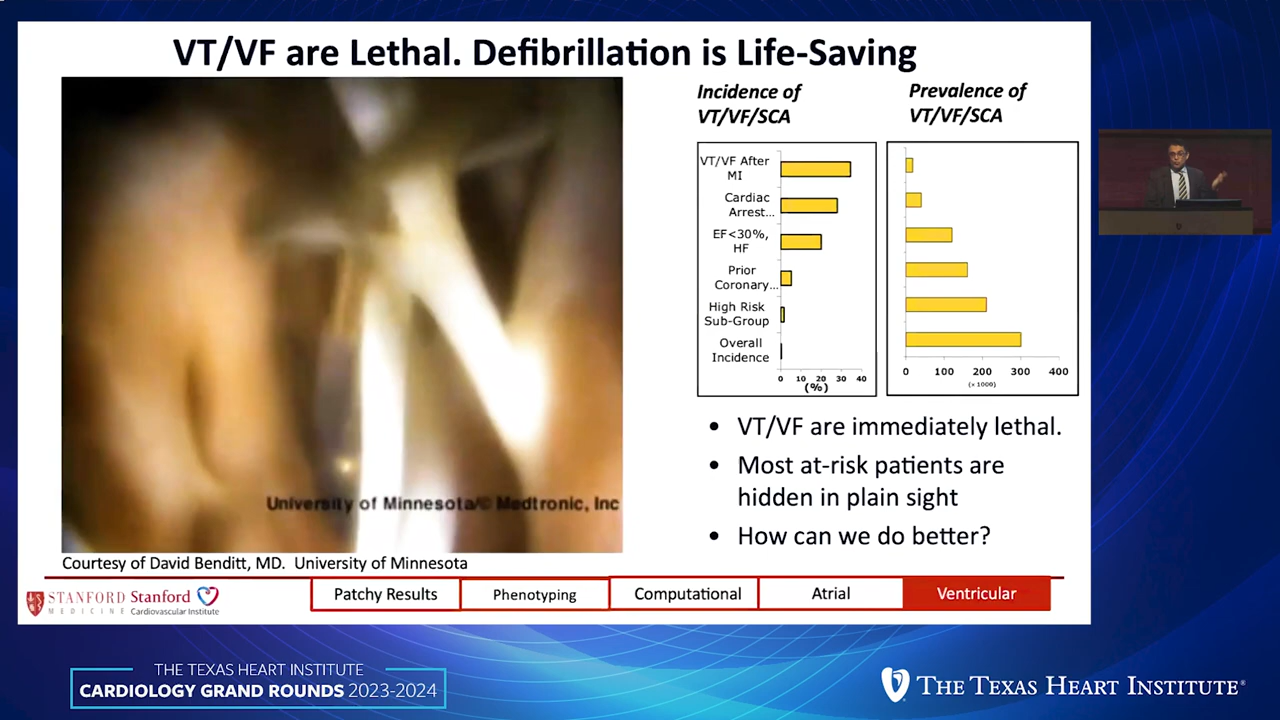 VT/VF are Lethal. Defibrillation is Life-Saving
University of Minnesota/© Medtronic, Inc
Courtesy of David Benditt, MD. University of Minnesota
Incidence of
VT/VF/SCA
VT/VF After
MI
Cardiac
Arrest...
EF<30%,
HF
Prior
Coronary...
High Risk
Sub-Group
Overall
Incidence
0 10 20 30 40
(%)
Prevalence of
VT/VF/SCA
0 100 200 300 400
(x 1000)
• VT/VF are immediately lethal.
• Most at-risk patients are
hidden in plain sight
• How can we do better?
STANFORD
MEDICINE
Stanford
Cardiovascular Institute
Patchy Results
Phenotyping
Computational
Atrial
Ventricular
THE TEXAS HEART INSTITUTE
CARDIOLOGY GRAND ROUNDS 2023-2024
THE TEXAS HEART INSTITUTE®